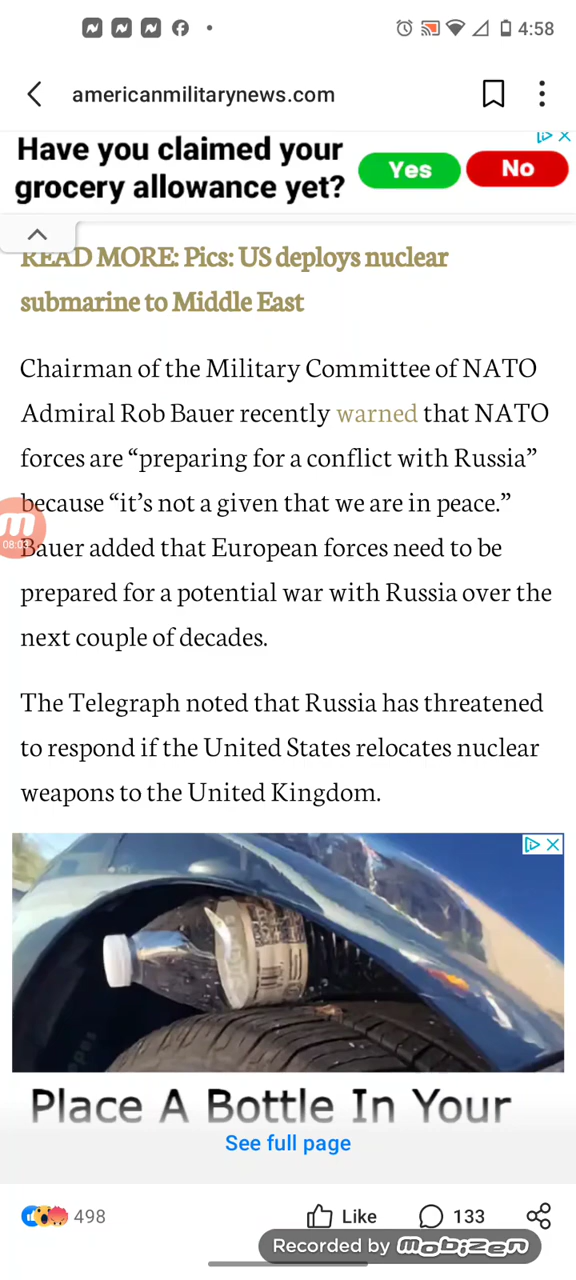 4:58
americanmilitarynews.com
Have you claimed your
grocery allowance yet?
Yes
No
READ MORE: Pics: US deploys nuclear
submarine to Middle East
Chairman of the Military Committee of NATO
Admiral Rob Bauer recently warned that NATO
forces are “preparing for a conflict with Russia”
because “it’s not a given that we are in peace.”
Bauer added that European forces need to be
prepared for a potential war with Russia over the
next couple of decades.
08:03
The Telegraph noted that Russia has threatened
to respond if the United States relocates nuclear
weapons to the United Kingdom.
Place A Bottle In Your
See full page
498
Like
133
Recorded by mobizen